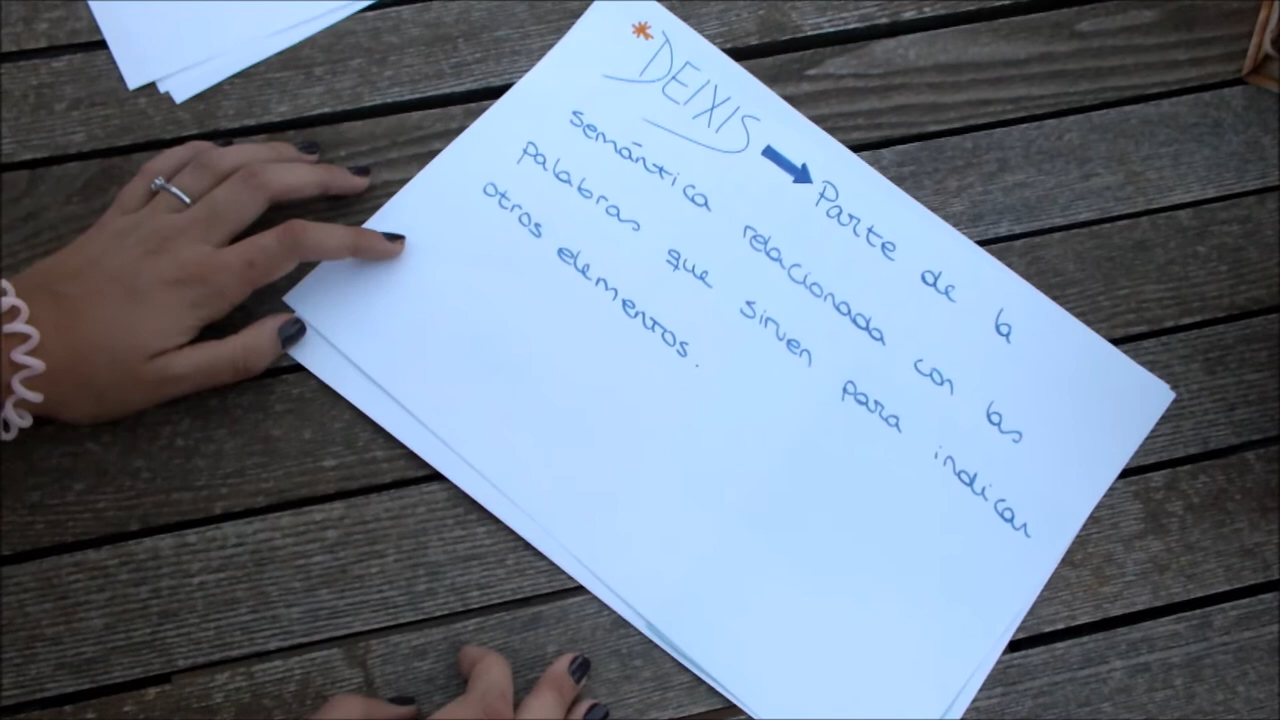 * DEIXIS ➡ Parte de la
semántica relacionada con las
palabras que sirven para indicar
otros elementos.